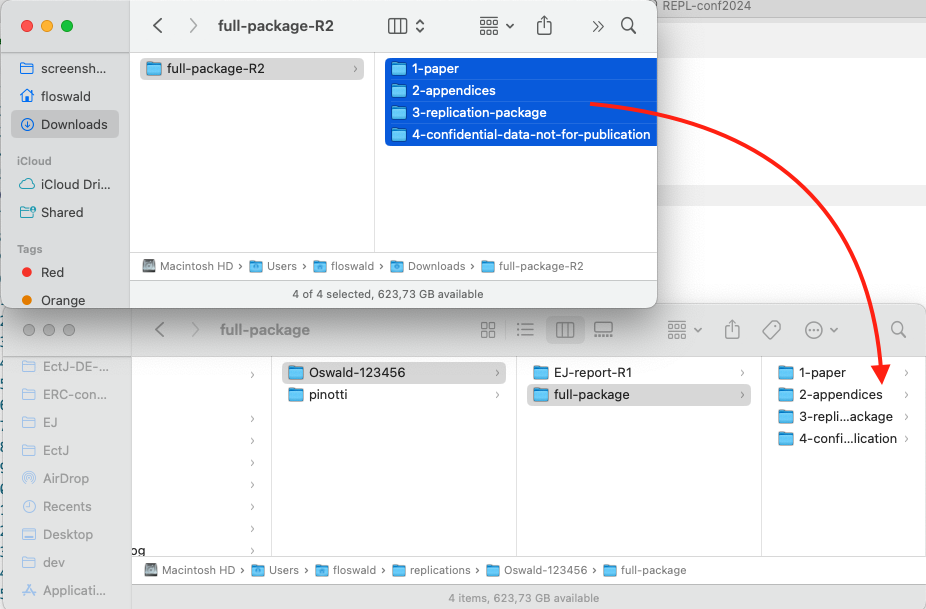 REPL-conf2024
full-package-R2
screensh...
floswald
Downloads
iCloud
iCloud Dri...
Shared
Tags
Red
Orange
full-package-R2
1-paper
2-appendices
3-replication-package
4-confidential-data-not-for-publication
Macintosh HD › Users › floswald › Downloads › full-package-R2
4 of 4 selected, 623,73 GB available
full-package
EctJ-DE-...
ERC-con...
EJ
EctJ
AirDrop
Recents
Desktop
dev
Applicati...
og
Oswald-123456
pinotti
EJ-report-R1
full-package
1-paper
2-appendices
3-repli...ackage
4-confi...lication
Macintosh HD › Users › floswald › replications › Oswald-123456 › full-package
4 items, 623,73 GB available